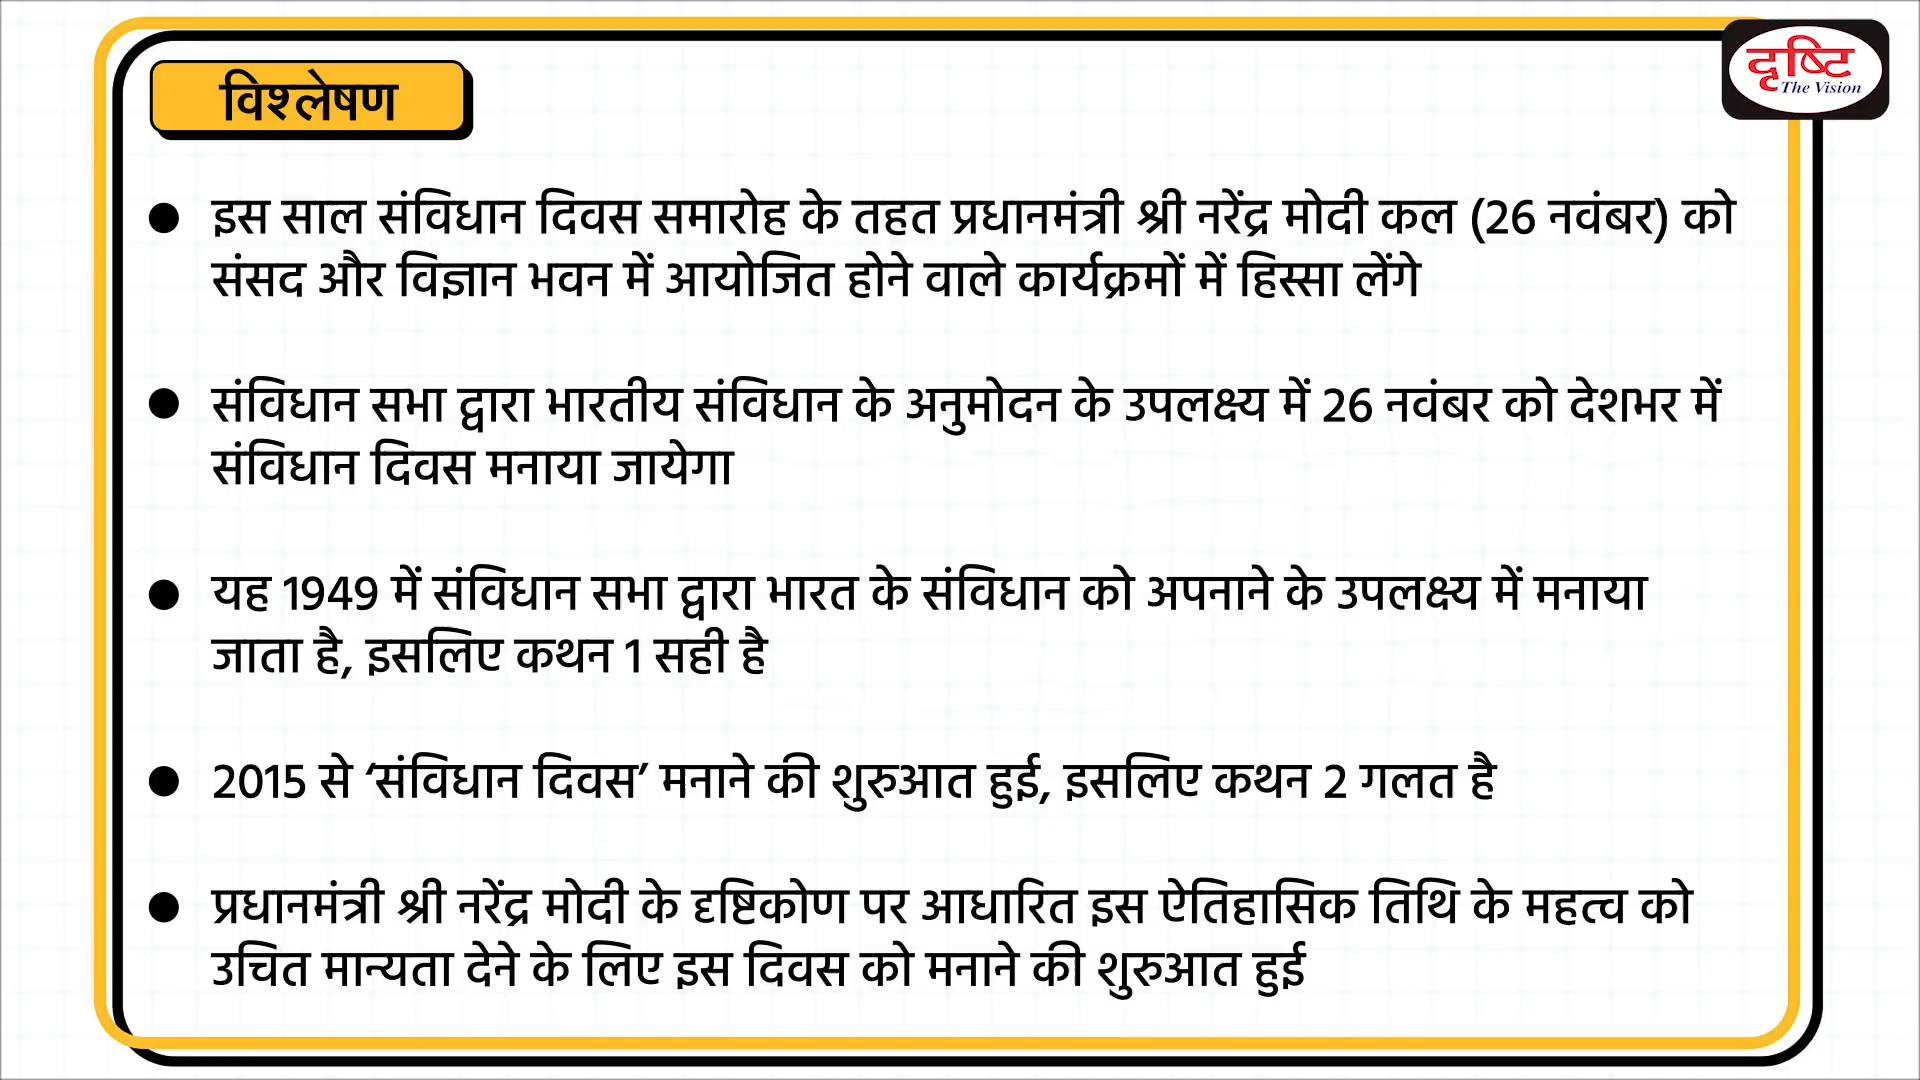 विश्लेषण
दृष्टि
The Vision
● इस साल संविधान दिवस समारोह के तहत प्रधानमंत्री श्री नरेंद्र मोदी कल (26 नवंबर) को
संसद और विज्ञान भवन में आयोजित होने वाले कार्यक्रमों में हिस्सा लेंगे
● संविधान सभा द्वारा भारतीय संविधान के अनुमोदन के उपलक्ष्य में 26 नवंबर को देशभर में
संविधान दिवस मनाया जायेगा
● यह 1949 में संविधान सभा द्वारा भारत के संविधान को अपनाने के उपलक्ष्य में मनाया
जाता है, इसलिए कथन 1 सही है
● 2015 से ‘संविधान दिवस’ मनाने की शुरुआत हुई, इसलिए कथन 2 गलत है
● प्रधानमंत्री श्री नरेंद्र मोदी के दृष्टिकोण पर आधारित इस ऐतिहासिक तिथि के महत्व को
उचित मान्यता देने के लिए इस दिवस को मनाने की शुरुआत हुई